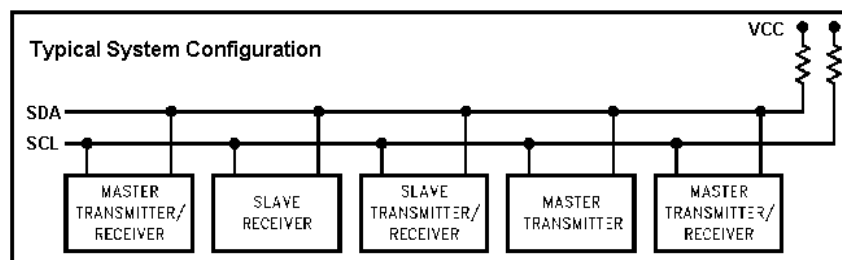 Typical System Configuration
VCC
SDA
SCL
MASTER
TRANSMITTER/
RECEIVER
SLAVE
RECEIVER
SLAVE
TRANSMITTER/
RECEIVER
MASTER
TRANSMITTER
MASTER
TRANSMITTER/
RECEIVER